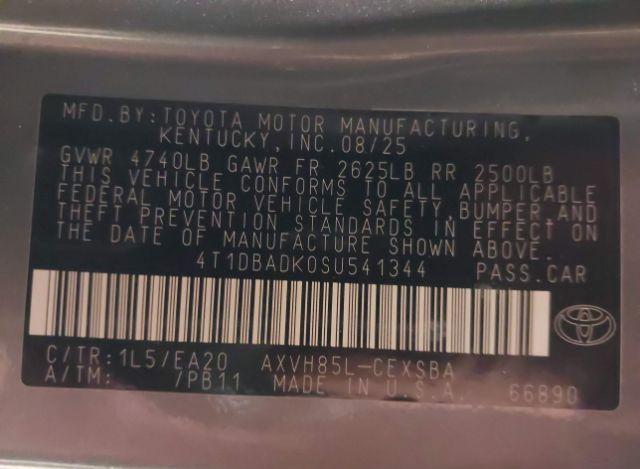 MFD.BY:TOYOTA MOTOR MANUFACTURING,
KENTUCKY,INC.08/25
GVWR 4740LB GAWR FR 2625LB RR 2500LB
THIS VEHICLE CONFORMS TO ALL APPLICABLE
FEDERAL MOTOR VEHICLE SAFETY,BUMPER,AND
THEFT PREVENTION STANDARDS IN EFFECT ON
THE DATE OF MANUFACTURE SHOWN ABOVE.
4T1DBADK0SU541344 PASS.CAR
C/TR:1L5/EA20 AXVH85L-CEXSBA
A/TM: /PB11 MADE IN U.S.A. 66890